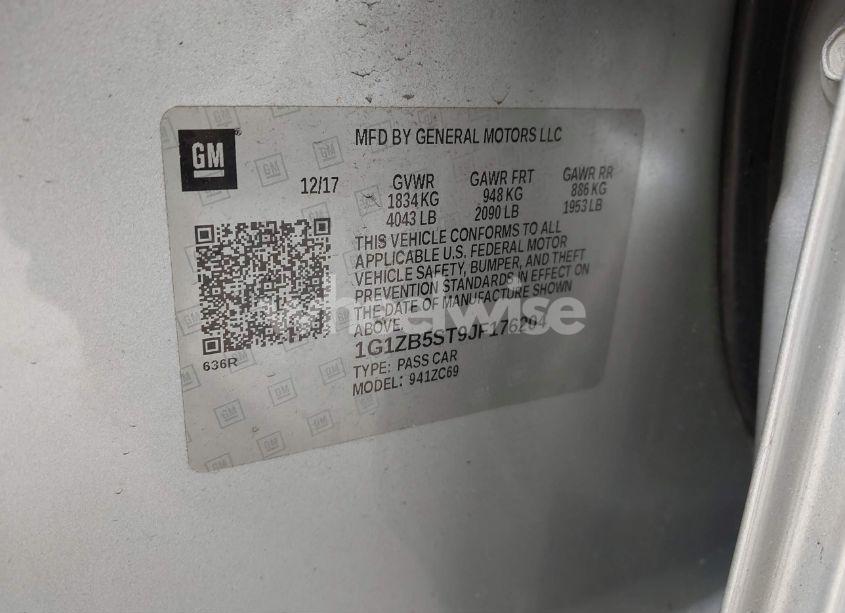 GM
MFD BY GENERAL MOTORS LLC
12/17 GVWR GAWR FRT GAWR RR
1834 KG 948 KG 886 KG
4043 LB 2090 LB 1953 LB
THIS VEHICLE CONFORMS TO ALL
APPLICABLE U.S. FEDERAL MOTOR
VEHICLE SAFETY, BUMPER, AND THEFT
PREVENTION STANDARDS IN EFFECT ON
THE DATE OF MANUFACTURE SHOWN
ABOVE.
1G1ZB5ST9JF176204
TYPE: PASS CAR
MODEL: 941ZC69
636R
wheelwise